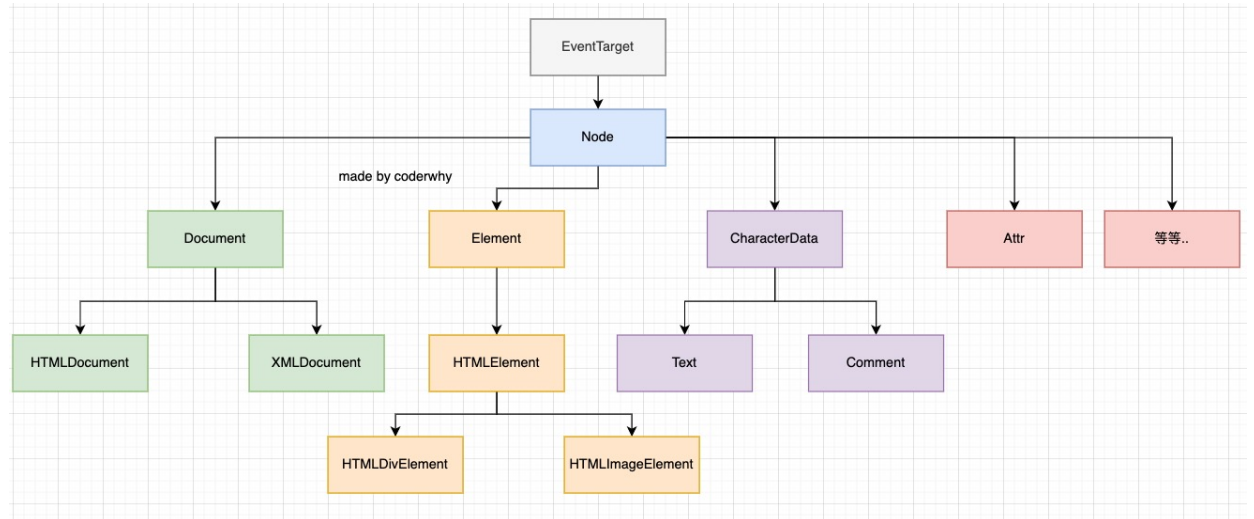 EventTarget
Node
made by coderwhy
Document
Element
CharacterData
Attr
等等..
HTMLDocument
XMLDocument
HTMLElement
Text
Comment
HTMLDivElement
HTMLImageElement